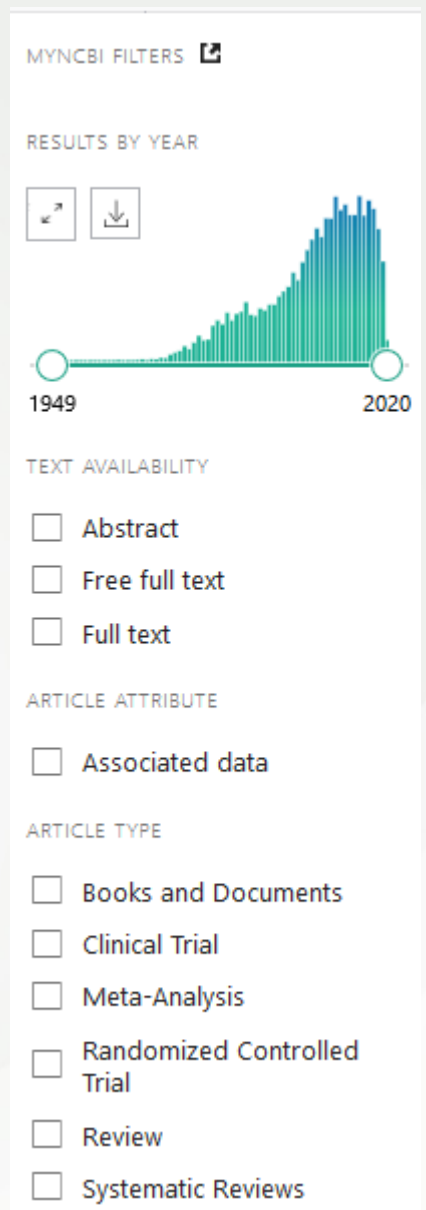 MYNCBI FILTERS
RESULTS BY YEAR
1949
2020
TEXT AVAILABILITY
Abstract
Free full text
Full text
ARTICLE ATTRIBUTE
Associated data
ARTICLE TYPE
Books and Documents
Clinical Trial
Meta-Analysis
Randomized Controlled
Trial
Review
Systematic Reviews